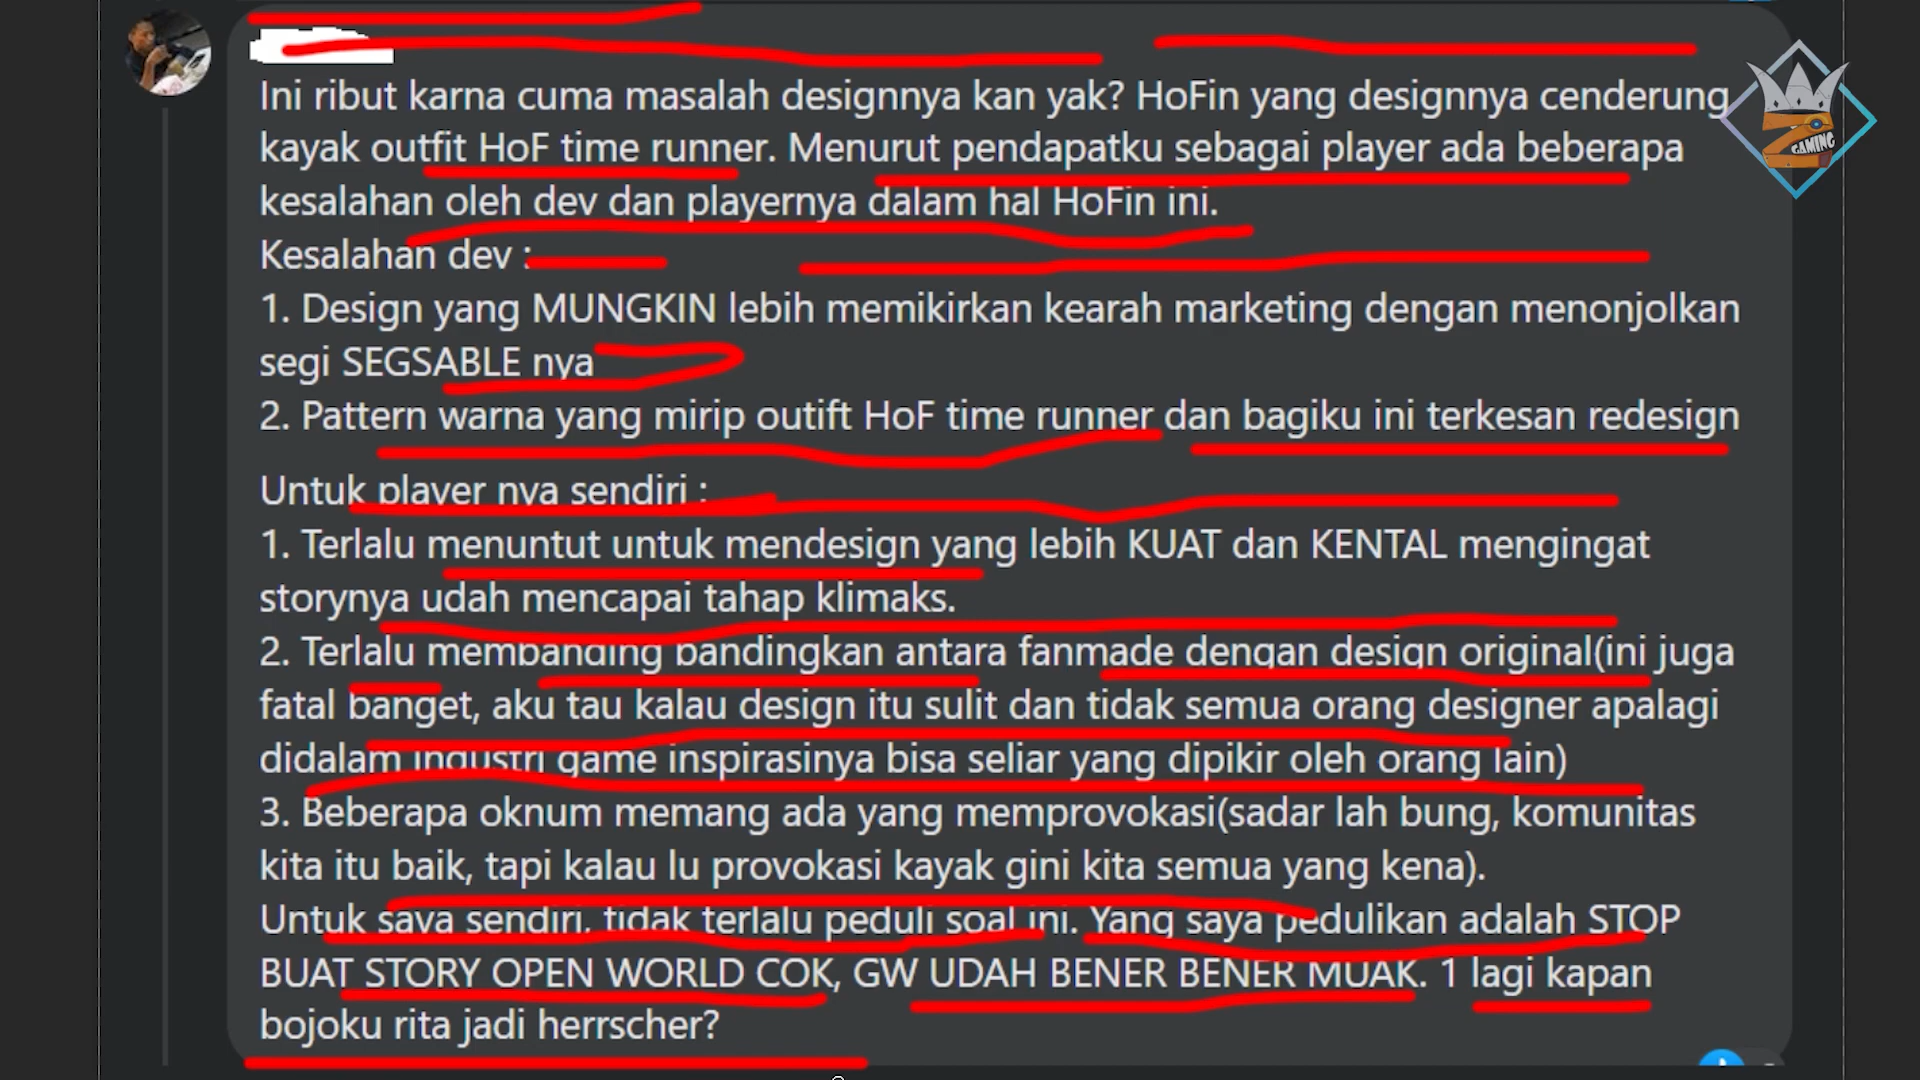 Ini ribut karna cuma masalah designnya kan yak? HoFin yang designnya cenderung
kayak outfit HoF time runner. Menurut pendapatku sebagai player ada beberapa
kesalahan oleh dev dan playernya dalam hal HoFin ini.
Kesalahan dev :
1. Design yang MUNGKIN lebih memikirkan kearah marketing dengan menonjolkan
segi SEGSABLE nya
2. Pattern warna yang mirip outift HoF time runner dan bagiku ini terkesan redesign
Untuk player nya sendiri :
1. Terlalu menuntut untuk mendesign yang lebih KUAT dan KENTAL mengingat
storynya udah mencapai tahap klimaks.
2. Terlalu membanding bandingkan antara fanmade dengan design original(ini juga
fatal banget, aku tau kalau design itu sulit dan tidak semua orang designer apalagi
didalam industri game inspirasinya bisa seliar yang dipikir oleh orang lain)
3. Beberapa oknum memang ada yang memprovokasi(sadar lah bung, komunitas
kita itu baik, tapi kalau lu provokasi kayak gini kita semua yang kena).
Untuk saya sendiri, tidak terlalu peduli soal ini. Yang saya pedulikan adalah STOP
BUAT STORY OPEN WORLD COK, GW UDAH BENER BENER MUAK. 1 lagi kapan
bojoku rita jadi herrscher?
GAMING